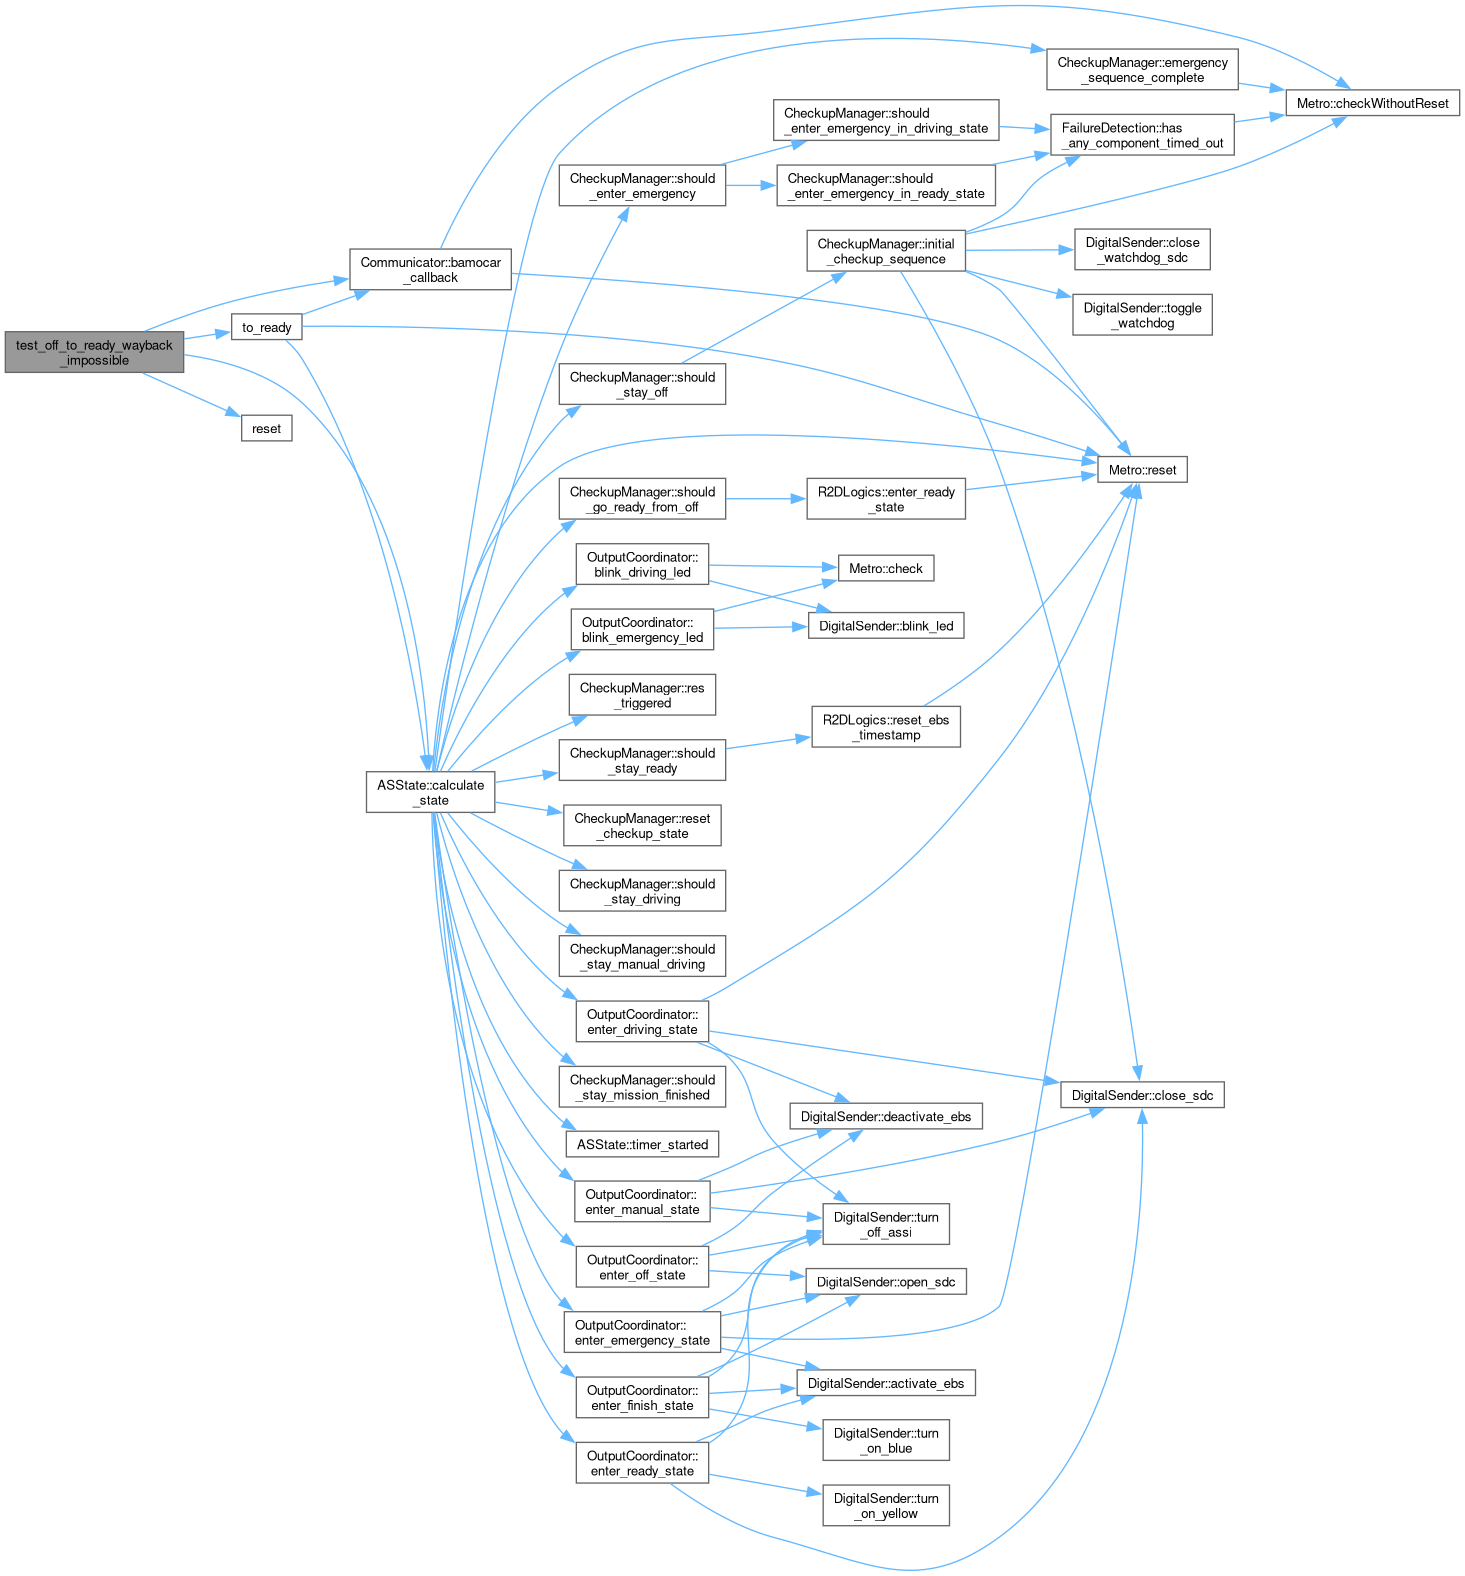 test_off_to_ready_wayback
_impossible
Communicator::bamocar
_callback
to_ready
reset
ASState::calculate
_state
CheckupManager::emergency
_sequence_complete
Metro::checkWithoutReset
CheckupManager::should
_enter_emergency_in_driving_state
FailureDetection::has
_any_component_timed_out
CheckupManager::should
_enter_emergency
CheckupManager::should
_enter_emergency_in_ready_state
CheckupManager::initial
_checkup_sequence
DigitalSender::close
_watchdog_sdc
DigitalSender::toggle
_watchdog
CheckupManager::should
_stay_off
Metro::reset
CheckupManager::should
_go_ready_from_off
R2DLogics::enter_ready
_state
OutputCoordinator::
blink_driving_led
Metro::check
OutputCoordinator::
blink_emergency_led
DigitalSender::blink_led
CheckupManager::res
_triggered
R2DLogics::reset_ebs
_timestamp
CheckupManager::should
_stay_ready
CheckupManager::reset
_checkup_state
CheckupManager::should
_stay_driving
CheckupManager::should
_stay_manual_driving
OutputCoordinator::
enter_driving_state
CheckupManager::should
_stay_mission_finished
DigitalSender::close_sdc
DigitalSender::deactivate_ebs
ASState::timer_started
OutputCoordinator::
enter_manual_state
DigitalSender::turn
_off_assi
OutputCoordinator::
enter_off_state
DigitalSender::open_sdc
OutputCoordinator::
enter_emergency_state
DigitalSender::activate_ebs
OutputCoordinator::
enter_finish_state
DigitalSender::turn
_on_blue
OutputCoordinator::
enter_ready_state
DigitalSender::turn
_on_yellow